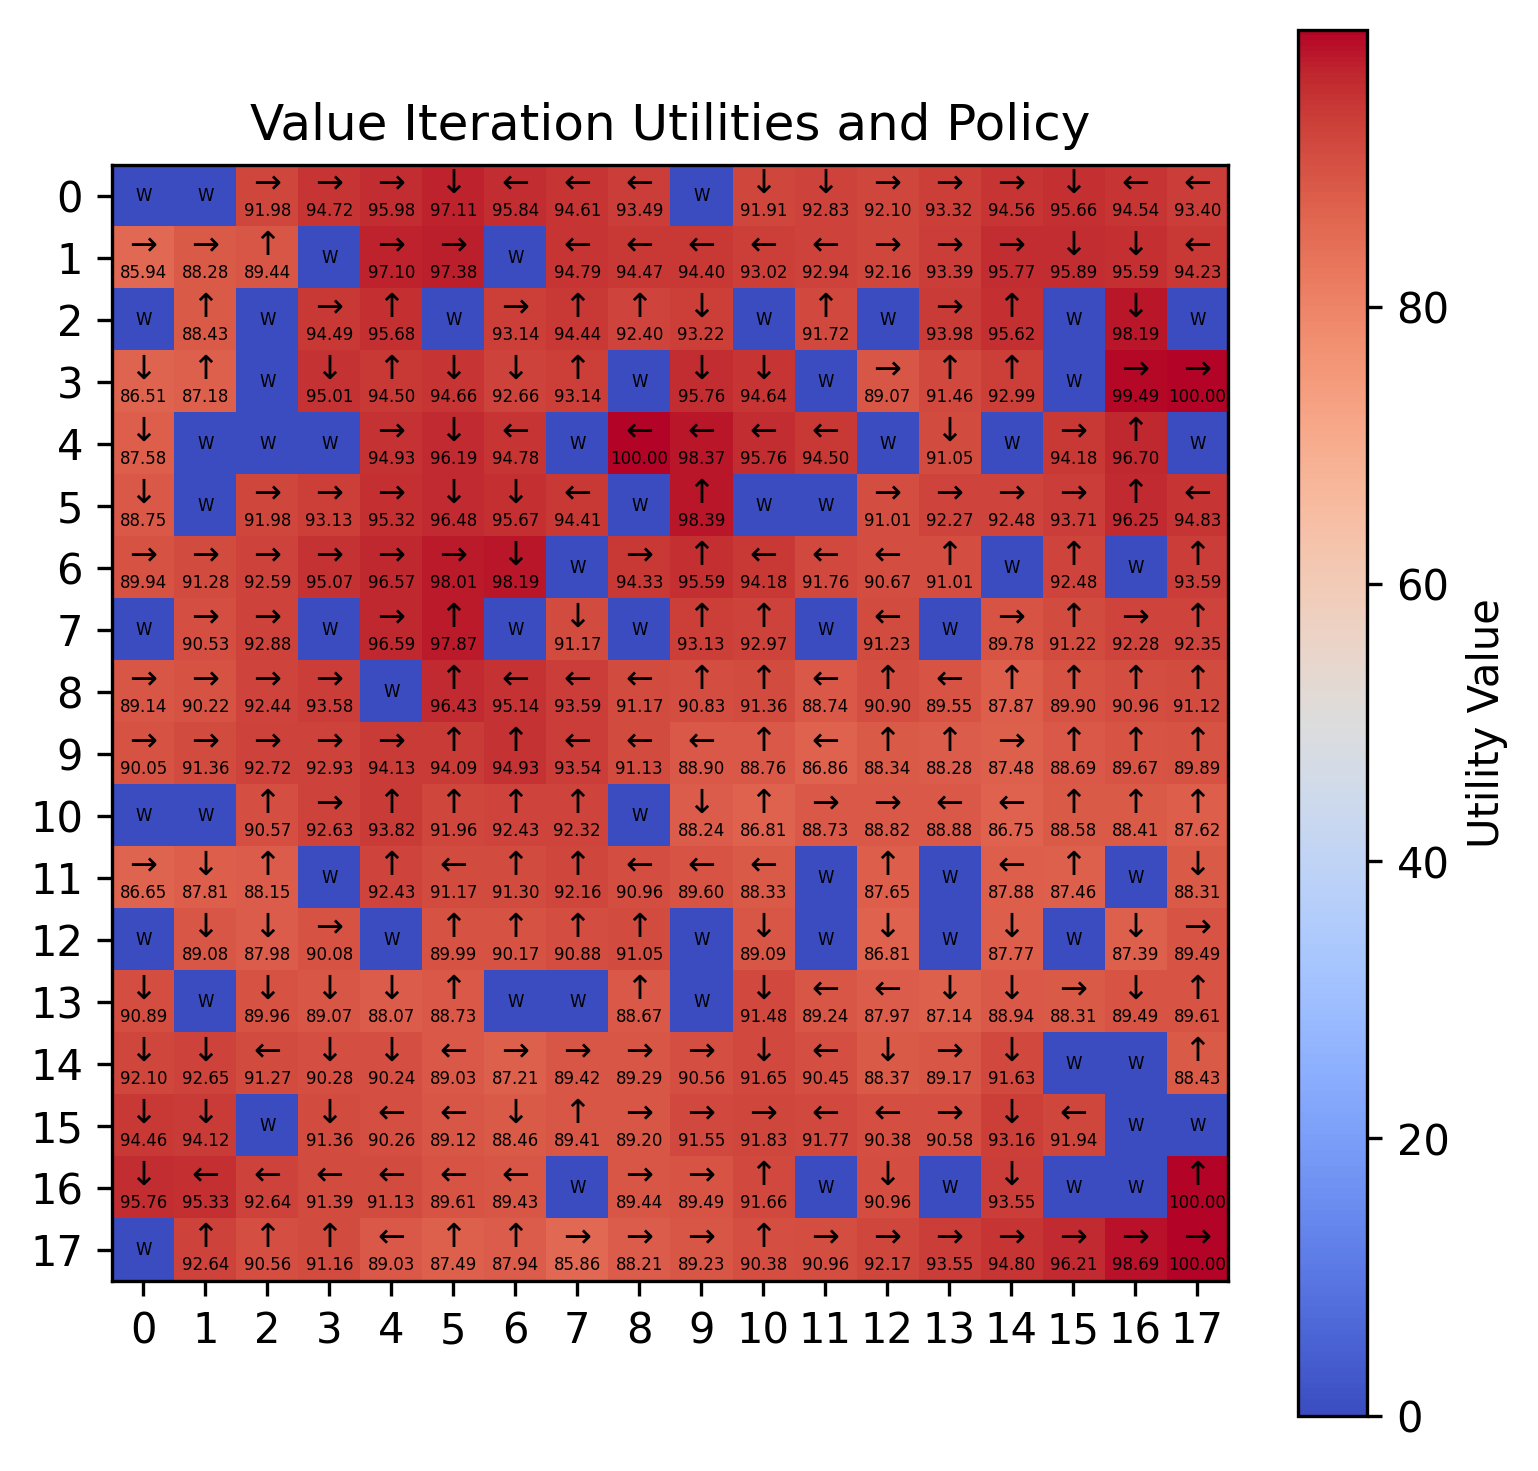 Value Iteration Utilities and Policy
0 W W → → → ↓ ← ← ← W ↓ ↓ → → → ↓ ← ←
91.98 94.72 95.98 97.11 95.84 94.61 93.49 91.91 92.83 92.10 93.32 94.56 95.66 94.54 93.40
1 → → ↑ W → → W ← ← ← ← ← → → → ↓ ↓ ←
85.94 88.28 89.44 97.10 97.38 94.79 94.47 94.40 93.02 92.94 92.16 93.39 95.77 95.89 95.59 94.23
2 W ↑ W → ↑ W → ↑ ↑ ↓ W ↑ W → ↑ W ↓ W
88.43 94.49 95.68 93.14 94.44 92.40 93.22 91.72 93.98 95.62 98.19
3 ↓ ↑ W ↓ ↑ ↓ ↓ ↑ W ↓ ↓ W → ↑ ↑ W → →
86.51 87.18 95.01 94.50 94.66 92.66 93.14 95.76 94.64 89.07 91.46 92.99 99.49 100.00
4 ↓ W W W → ↓ ← W ← ← ← ← W ↓ W → ↑ W
87.58 94.93 96.19 94.78 100.00 98.37 95.76 94.50 91.05 94.18 96.70
5 ↓ W → → → ↓ ↓ ← W ↑ W W → → → → ↑ ←
88.75 91.98 93.13 95.32 96.48 95.67 94.41 98.39 91.01 92.27 92.48 93.71 96.25 94.83
6 → → → → → → ↓ W → ↑ ← ← ← ↑ W ↑ W ↑
89.94 91.28 92.59 95.07 96.57 98.01 98.19 94.33 95.59 94.18 91.76 90.67 91.01 92.48 93.59
7 W → → W → ↑ W ↓ W ↑ ↑ W ← W → ↑ → ↑
90.53 92.88 96.59 97.87 91.17 93.13 92.97 91.23 89.78 91.22 92.28 92.35
8 → → → → W ↑ ← ← ← ↑ ↑ ← ↑ ← ↑ ↑ ↑ ↑
89.14 90.22 92.44 93.58 96.43 95.14 93.59 91.17 90.83 91.36 88.74 90.90 89.55 87.87 89.90 90.96 91.12
9 → → → → → ↑ ↑ ← ← ← ↑ ← ↑ ↑ → ↑ ↑ ↑
90.05 91.36 92.72 92.93 94.13 94.09 94.93 93.54 91.13 88.90 88.76 86.86 88.34 88.28 87.48 88.69 89.67 89.89
10 W W ↑ → ↑ ↑ ↑ ↑ W ↓ ↑ → → ← ← ↑ ↑ ↑
90.57 92.63 93.82 91.96 92.43 92.32 88.24 86.81 88.73 88.82 88.88 86.75 88.58 88.41 87.62
11 → ↓ ↑ W ↑ ← ↑ ↑ ← ← ← W ↑ W ← ↑ W ↓
86.65 87.81 88.15 92.43 91.17 91.30 92.16 90.96 89.60 88.33 87.65 87.88 87.46 88.31
12 W ↓ ↓ → W ↑ ↑ ↑ ↑ W ↓ W ↓ W ↓ W ↓ →
89.08 87.98 90.08 89.99 90.17 90.88 91.05 89.09 86.81 87.77 87.39 89.49
13 ↓ W ↓ ↓ ↓ ↑ W W ↑ W ↓ ← ← ↓ ↓ → ↓ ↑
90.89 89.96 89.07 88.07 88.73 88.67 91.48 89.24 87.97 87.14 88.94 88.31 89.49 89.61
14 ↓ ↓ ← ↓ ↓ ← → → → → ↓ ← ↓ → ↓ W W ↑
92.10 92.65 91.27 90.28 90.24 89.03 87.21 89.42 89.29 90.56 91.65 90.45 88.37 89.17 91.63 88.43
15 ↓ ↓ W ↓ ← ← ↓ ↑ → → → ← ← → ↓ ← W W
94.46 94.12 91.36 90.26 89.12 88.46 89.41 89.20 91.55 91.83 91.77 90.38 90.58 93.16 91.94
16 ↓ ← ← ← ← ← ← W → → ↑ W ↓ W ↓ W W ↑
95.76 95.33 92.64 91.39 91.13 89.61 89.43 89.44 89.49 91.66 90.96 93.55 100.00
17 W ↑ ↑ ↑ ← ↑ ↑ → → → ↑ → → → → → → →
92.64 90.56 91.16 89.03 87.49 87.94 85.86 88.21 89.23 90.38 90.96 92.17 93.55 94.80 96.21 98.69 100.00
0 1 2 3 4 5 6 7 8 9 10 11 12 13 14 15 16 17
80
60
40
20
0
Utility Value